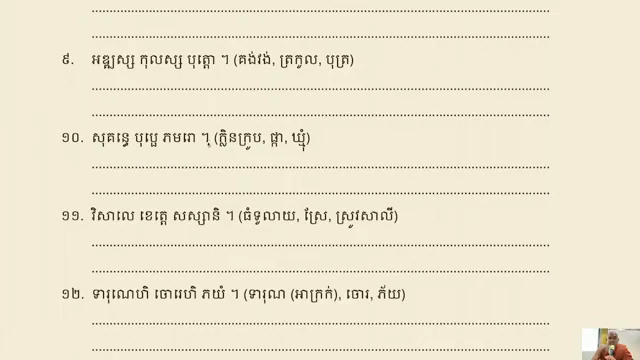 ៩. អឌ្ឍស្ស កុលស្ស បុត្តោ ។ (គង់វង់, ត្រកូល, បុត្រ)
១០. សុគន្ធេ បុប្ផេ ភមរោ ។ (ក្លិនក្រូប, ផ្កា, ឃ្មុំ)
១១. វិសាលេ ខេត្តេ សស្សានិ ។ (ធំទូលាយ, ស្រែ, ស្រូវសាលី)
១២. ទារុណេហិ ចោរេហិ ភយំ ។ (ទារុណ (អាក្រក់), ចោរ, ភ័យ)